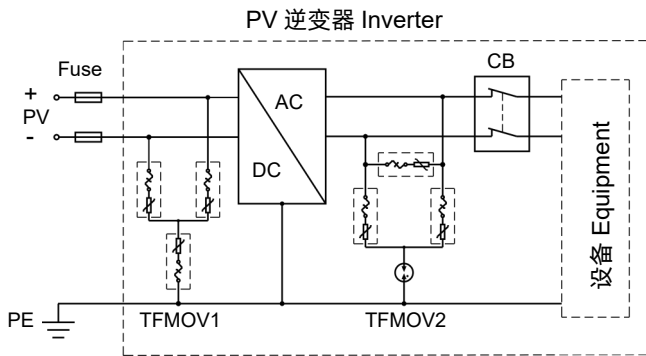 PV 逆变器 Inverter
Fuse
CB
+
PV
-
AC
DC
设备 Equipment
PE
TFMOV1
TFMOV2